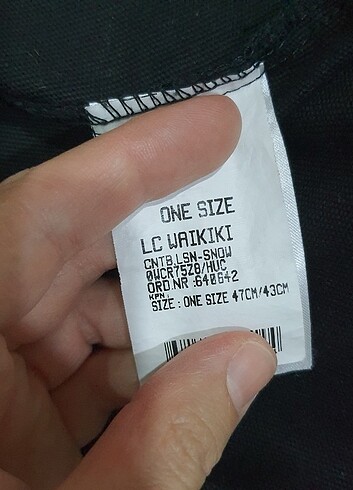 ONE SIZE
LC WAIKIKI
CNTB.LSN-SNOW
0WCR75Z8/HUC
ORD.NR :640642
KPN :
SIZE : ONE SIZE 47CM/43CM